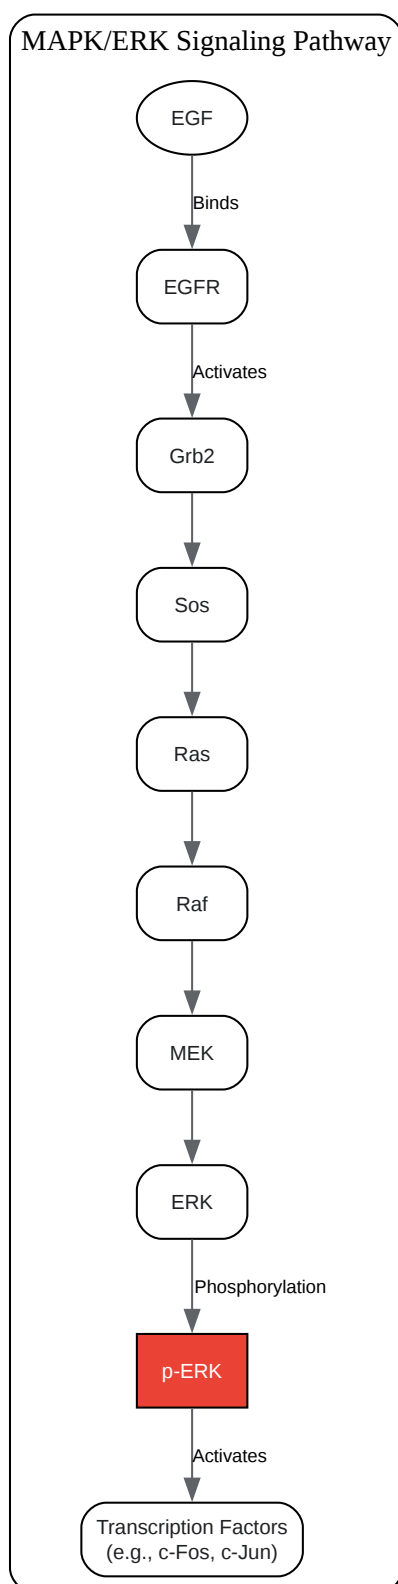 MAPK/ERK Signaling Pathway
EGF
Binds
EGFR
Activates
Grb2
Sos
Ras
Raf
MEK
ERK
Phosphorylation
p-ERK
Activates
Transcription Factors
(e.g., c-Fos, c-Jun)